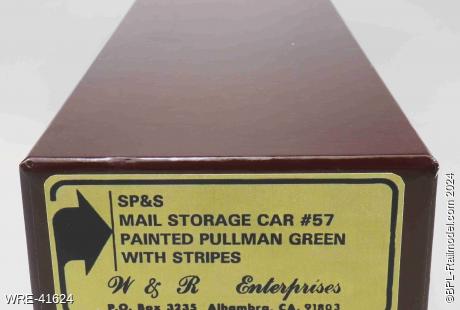 SP&S
MAIL STORAGE CAR #57
PAINTED PULLMAN GREEN
WITH STRIPES
W & R Enterprises
P.O. Box 3235 Alhambra, CA. 91803
WRE-41624
©BPL-Railmodel.com 2024